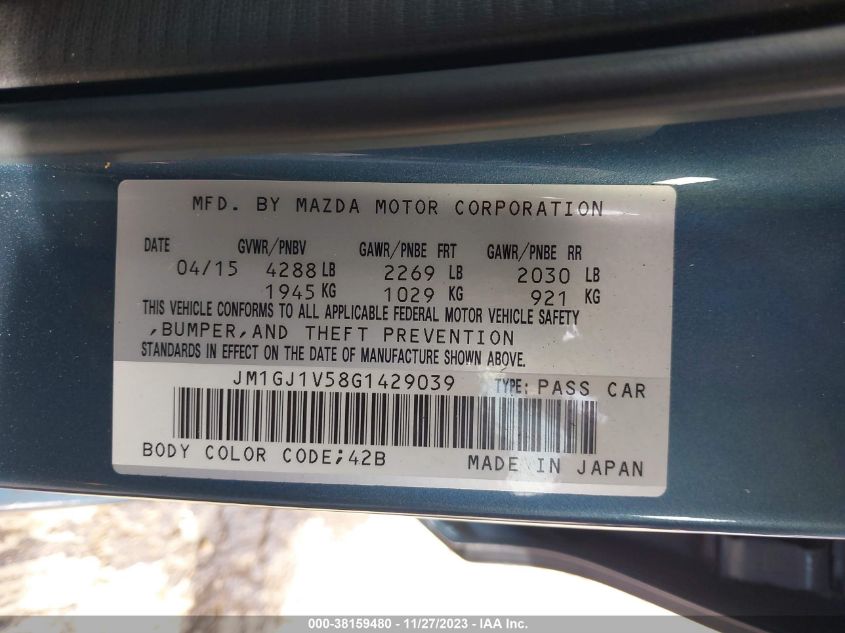 MFD. BY MAZDA MOTOR CORPORATION
DATE GVWR/PNBV GAWR/PNBE FRT GAWR/PNBE RR
04/15 4288 LB 2269 LB 2030 LB
1945 KG 1029 KG 921 KG
THIS VEHICLE CONFORMS TO ALL APPLICABLE FEDERAL MOTOR VEHICLE SAFETY
,BUMPER,AND THEFT PREVENTION
STANDARDS IN EFFECT ON THE DATE OF MANUFACTURE SHOWN ABOVE.
JM1GJ1V58G1429039 TYPE: PASS CAR
BODY COLOR CODE;42B MADE IN JAPAN
000-38159480 - 11/27/2023 - IAA Inc.